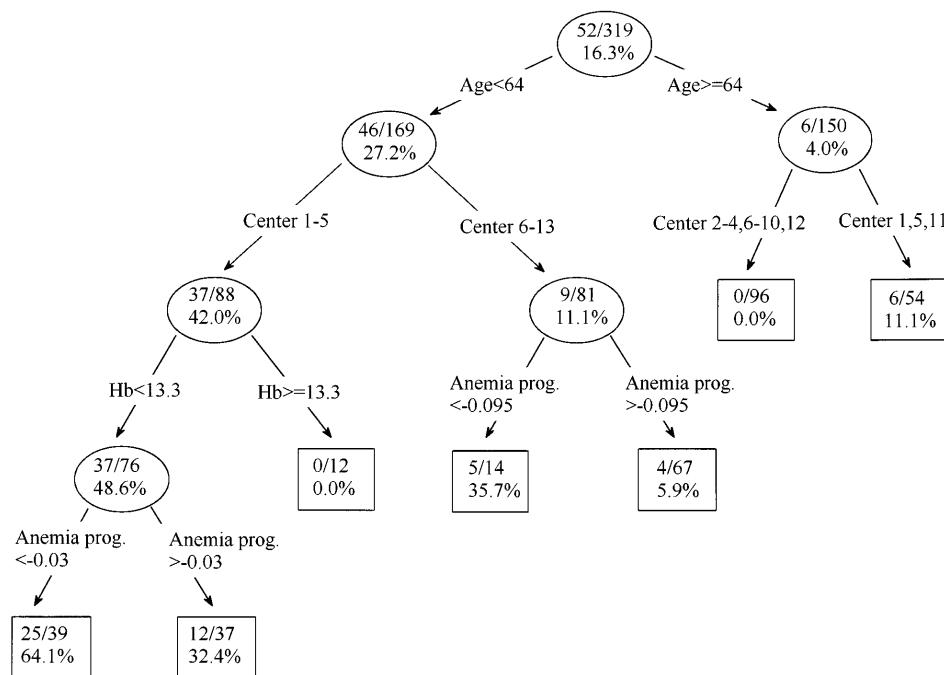 52/319
16.3%
Age<64
Age>=64
46/169
27.2%
6/150
4.0%
Center 1-5
Center 6-13
Center 2-4,6-10,12
Center 1,5,11
37/88
42.0%
9/81
11.1%
0/96
0.0%
6/54
11.1%
Hb<13.3
Hb>=13.3
Anemia prog.
<-0.095
Anemia prog.
>-0.095
37/76
48.6%
0/12
0.0%
5/14
35.7%
4/67
5.9%
Anemia prog.
<-0.03
Anemia prog.
>-0.03
25/39
64.1%
12/37
32.4%